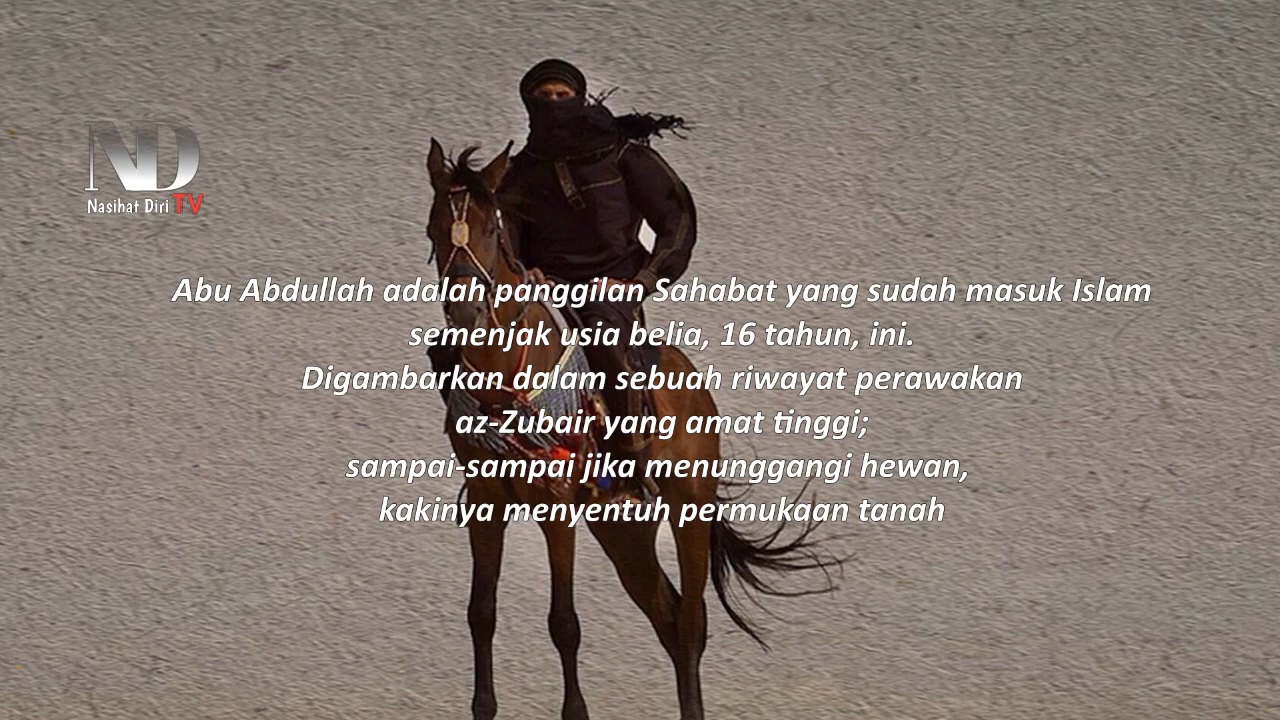 ND
Nasihat Diri TV
Abu Abdullah adalah panggilan Sahabat yang sudah masuk Islam
semenjak usia belia, 16 tahun, ini.
Digambarkan dalam sebuah riwayat perawakan
az-Zubair yang amat tinggi;
sampai-sampai jika menunggangi hewan,
kakinya menyentuh permukaan tanah